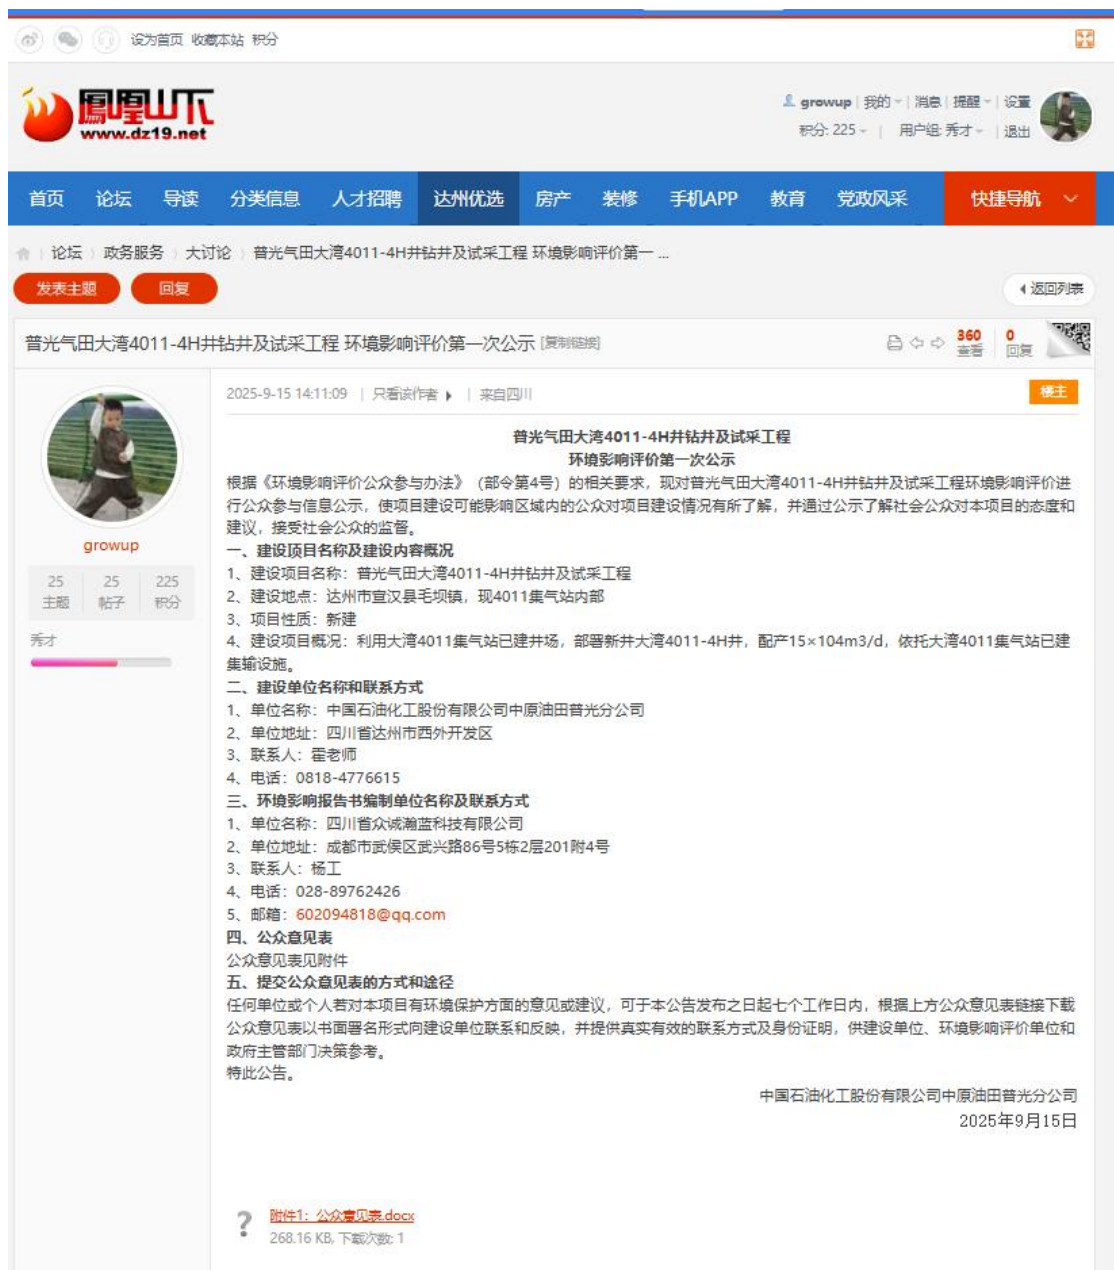 设为首页 收藏本站 积分
鳳凰山下
www.dz19.net
growup | 我的 | 消息 | 提醒 | 设置
积分: 225 | 用户组: 秀才 | 退出
首页 论坛 导读 分类信息 人才招聘 达州优选 房产 装修 手机APP 教育 党政风采 快捷导航
论坛 政务服务 大讨论 普光气田大湾4011-4H井钻井及试采工程 环境影响评价第一 ...
发表主题 回复 返回列表
普光气田大湾4011-4H井钻井及试采工程 环境影响评价第一次公示 [复制链接] 360 查看 0 回复
2025-9-15 14:11:09 | 只看该作者 | 来自四川 楼主
growup
25 25 225
主题 帖子 积分
秀才
普光气田大湾4011-4H井钻井及试采工程
环境影响评价第一次公示
根据《环境影响评价公众参与办法》（部令第4号）的相关要求，现对普光气田大湾4011-4H井钻井及试采工程环境影响评价进
行公众参与信息公示，使项目建设可能影响区域内的公众对项目建设情况有所了解，并通过公示了解社会公众对本项目的态度和
建议，接受社会公众的监督。
一、建设项目名称及建设内容概况
1、建设项目名称：普光气田大湾4011-4H井钻井及试采工程
2、建设地点：达州市宣汉县毛坝镇，现4011集气站内部
3、项目性质：新建
4、建设项目概况：利用大湾4011集气站已建井场，部署新井大湾4011-4H井，配产15×104m3/d，依托大湾4011集气站已建
集输设施。
二、建设单位名称和联系方式
1、单位名称：中国石油化工股份有限公司中原油田普光分公司
2、单位地址：四川省达州市西外开发区
3、联系人：霍老师
4、电话：0818-4776615
三、环境影响报告书编制单位名称及联系方式
1、单位名称：四川省众诚瀚蓝科技有限公司
2、单位地址：成都市武侯区武兴路86号5栋2层201附4号
3、联系人：杨工
4、电话：028-89762426
5、邮箱：602094818@qq.com
四、公众意见表
公众意见表见附件
五、提交公众意见表的方式和途径
任何单位或个人若对本项目有环境保护方面的意见或建议，可于本公告发布之日起七个工作日内，根据上方公众意见表链接下载
公众意见表以书面署名形式向建设单位联系和反映，并提供真实有效的联系方式及身份证明，供建设单位、环境影响评价单位和
政府主管部门决策参考。
特此公告。
中国石油化工股份有限公司中原油田普光分公司
2025年9月15日
附件1：公众意见表.docx
268.16 KB, 下载次数: 1